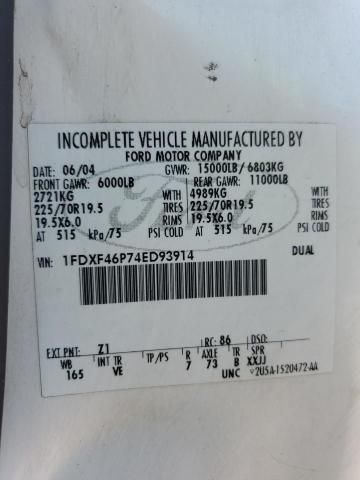 INCOMPLETE VEHICLE MANUFACTURED BY
FORD MOTOR COMPANY
DATE: 06/04 GVWR: 15000LB/6803KG
FRONT GAWR: 6000LB REAR GAWR: 11000LB
2721KG WITH 4989KG WITH
225/70R19.5 TIRES 225/70R19.5 TIRES
19.5X6.0 RIMS 19.5X6.0 RIMS
AT 515 kPa/75 PSI COLD AT 515 kPa/75 PSI COLD
VIN: 1FDXF46P74ED93914 DUAL
EXT PNT: Z1 RC: 86 DSO:
WB INT TR TP/PS R AXLE TR SPR
165 VE 7 73 B XXJJ
UNC 2U5A-1520472-AA